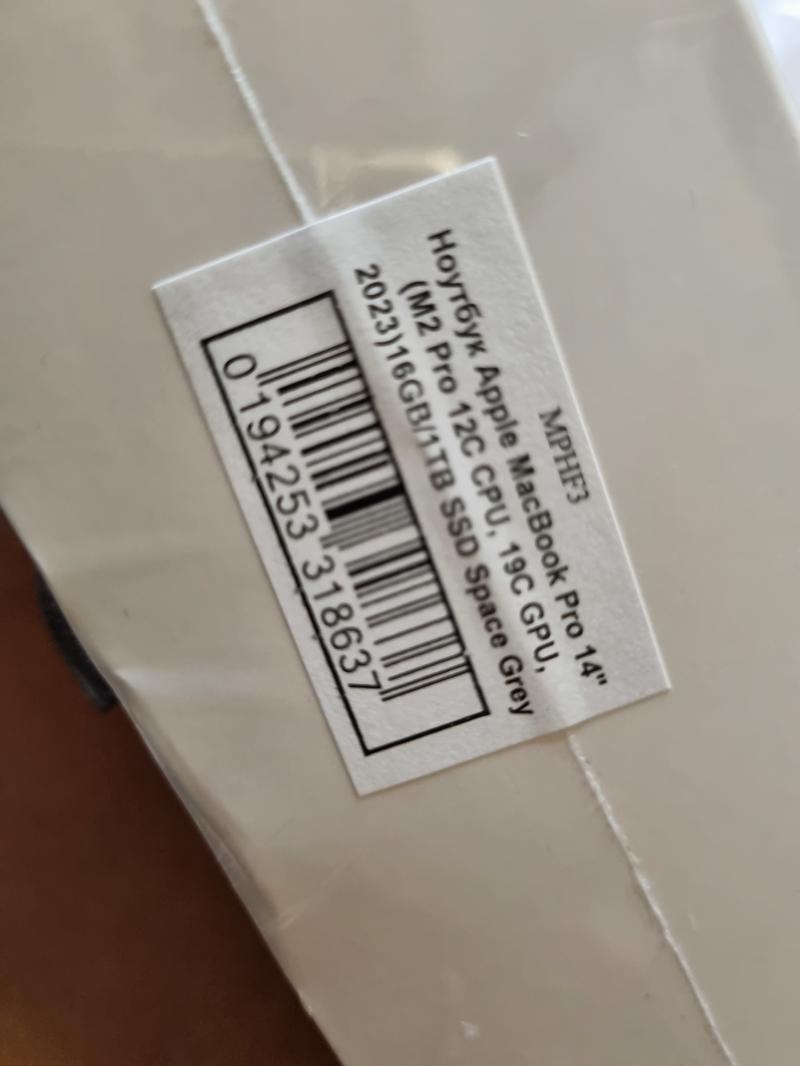 MPHF3
Ноутбук Apple MacBook Pro 14"
(M2 Pro 12C CPU, 19C GPU,
2023)16GB/1TB SSD Space Grey
0 194253 318637